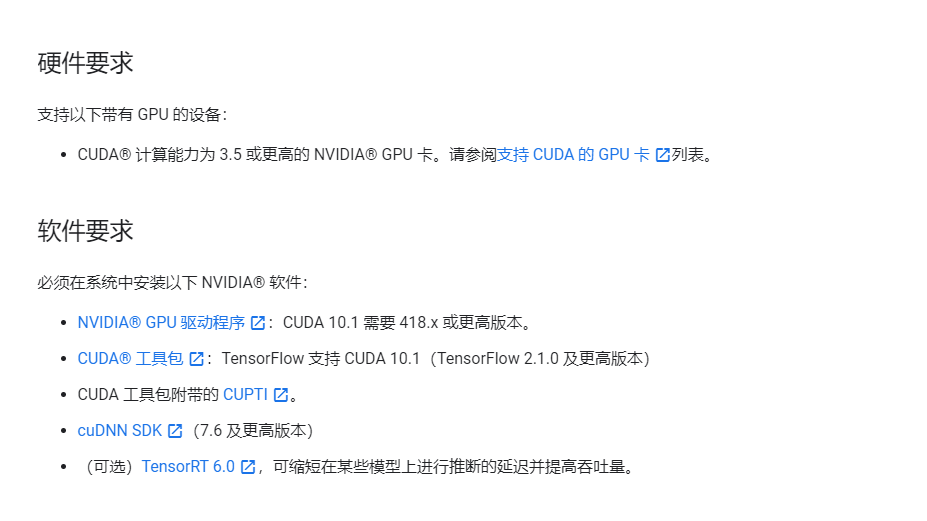 硬件要求
支持以下带有 GPU 的设备：
• CUDA® 计算能力为 3.5 或更高的 NVIDIA® GPU 卡。请参阅支持 CUDA 的 GPU 卡列表。
软件要求
必须在系统中安装以下 NVIDIA® 软件：
• NVIDIA® GPU 驱动程序：CUDA 10.1 需要 418.x 或更高版本。
• CUDA® 工具包：TensorFlow 支持 CUDA 10.1（TensorFlow 2.1.0 及更高版本）
• CUDA 工具包附带的 CUPTI。
• cuDNN SDK（7.6 及更高版本）
• （可选）TensorRT 6.0，可缩短在某些模型上进行推断的延迟并提高吞吐量。